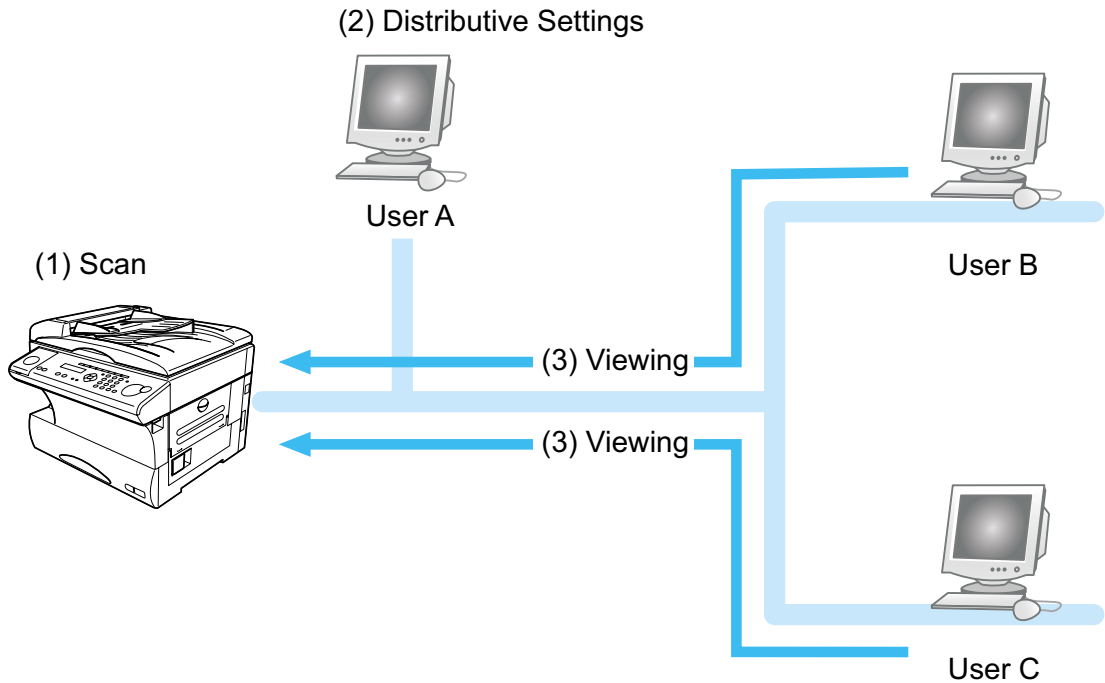 (2) Distributive Settings
User A
(1) Scan
User B
(3) Viewing
(3) Viewing
User C